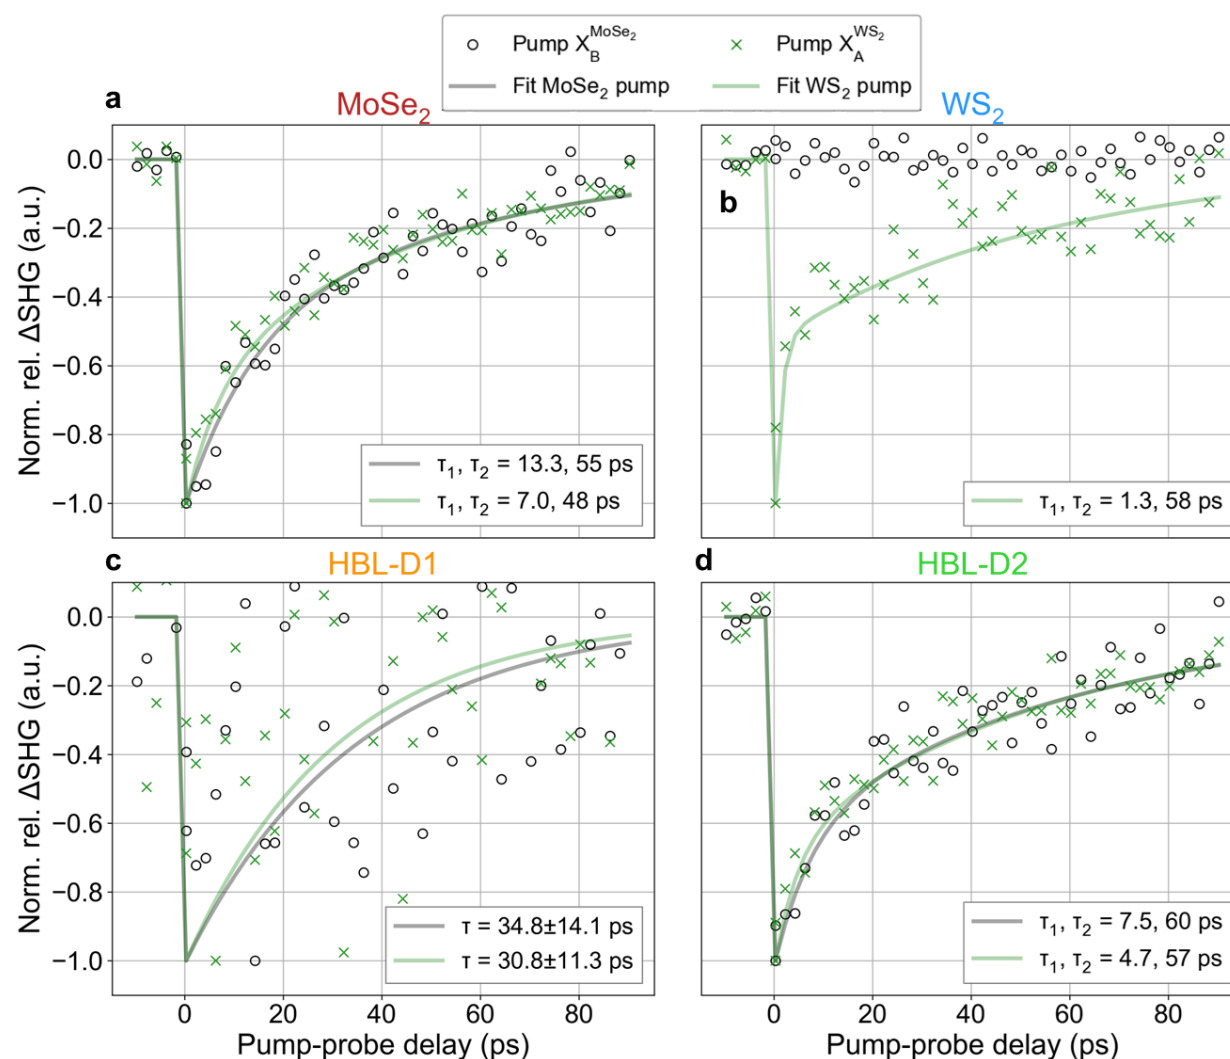 Pump X_B^MoSe₂
Pump X_A^WS₂
Fit MoSe₂ pump
Fit WS₂ pump
a
MoSe₂
WS₂
Norm. rel. ΔSHG (a.u.)
0.0
−0.2
−0.4
−0.6
−0.8
−1.0
τ₁, τ₂ = 13.3, 55 ps
τ₁, τ₂ = 7.0, 48 ps
b
τ₁, τ₂ = 1.3, 58 ps
c
HBL-D1
d
HBL-D2
Norm. rel. ΔSHG (a.u.)
0.0
−0.2
−0.4
−0.6
−0.8
−1.0
τ = 34.8±14.1 ps
τ = 30.8±11.3 ps
τ₁, τ₂ = 7.5, 60 ps
τ₁, τ₂ = 4.7, 57 ps
0 20 40 60 80
0 20 40 60 80
Pump-probe delay (ps)
Pump-probe delay (ps)